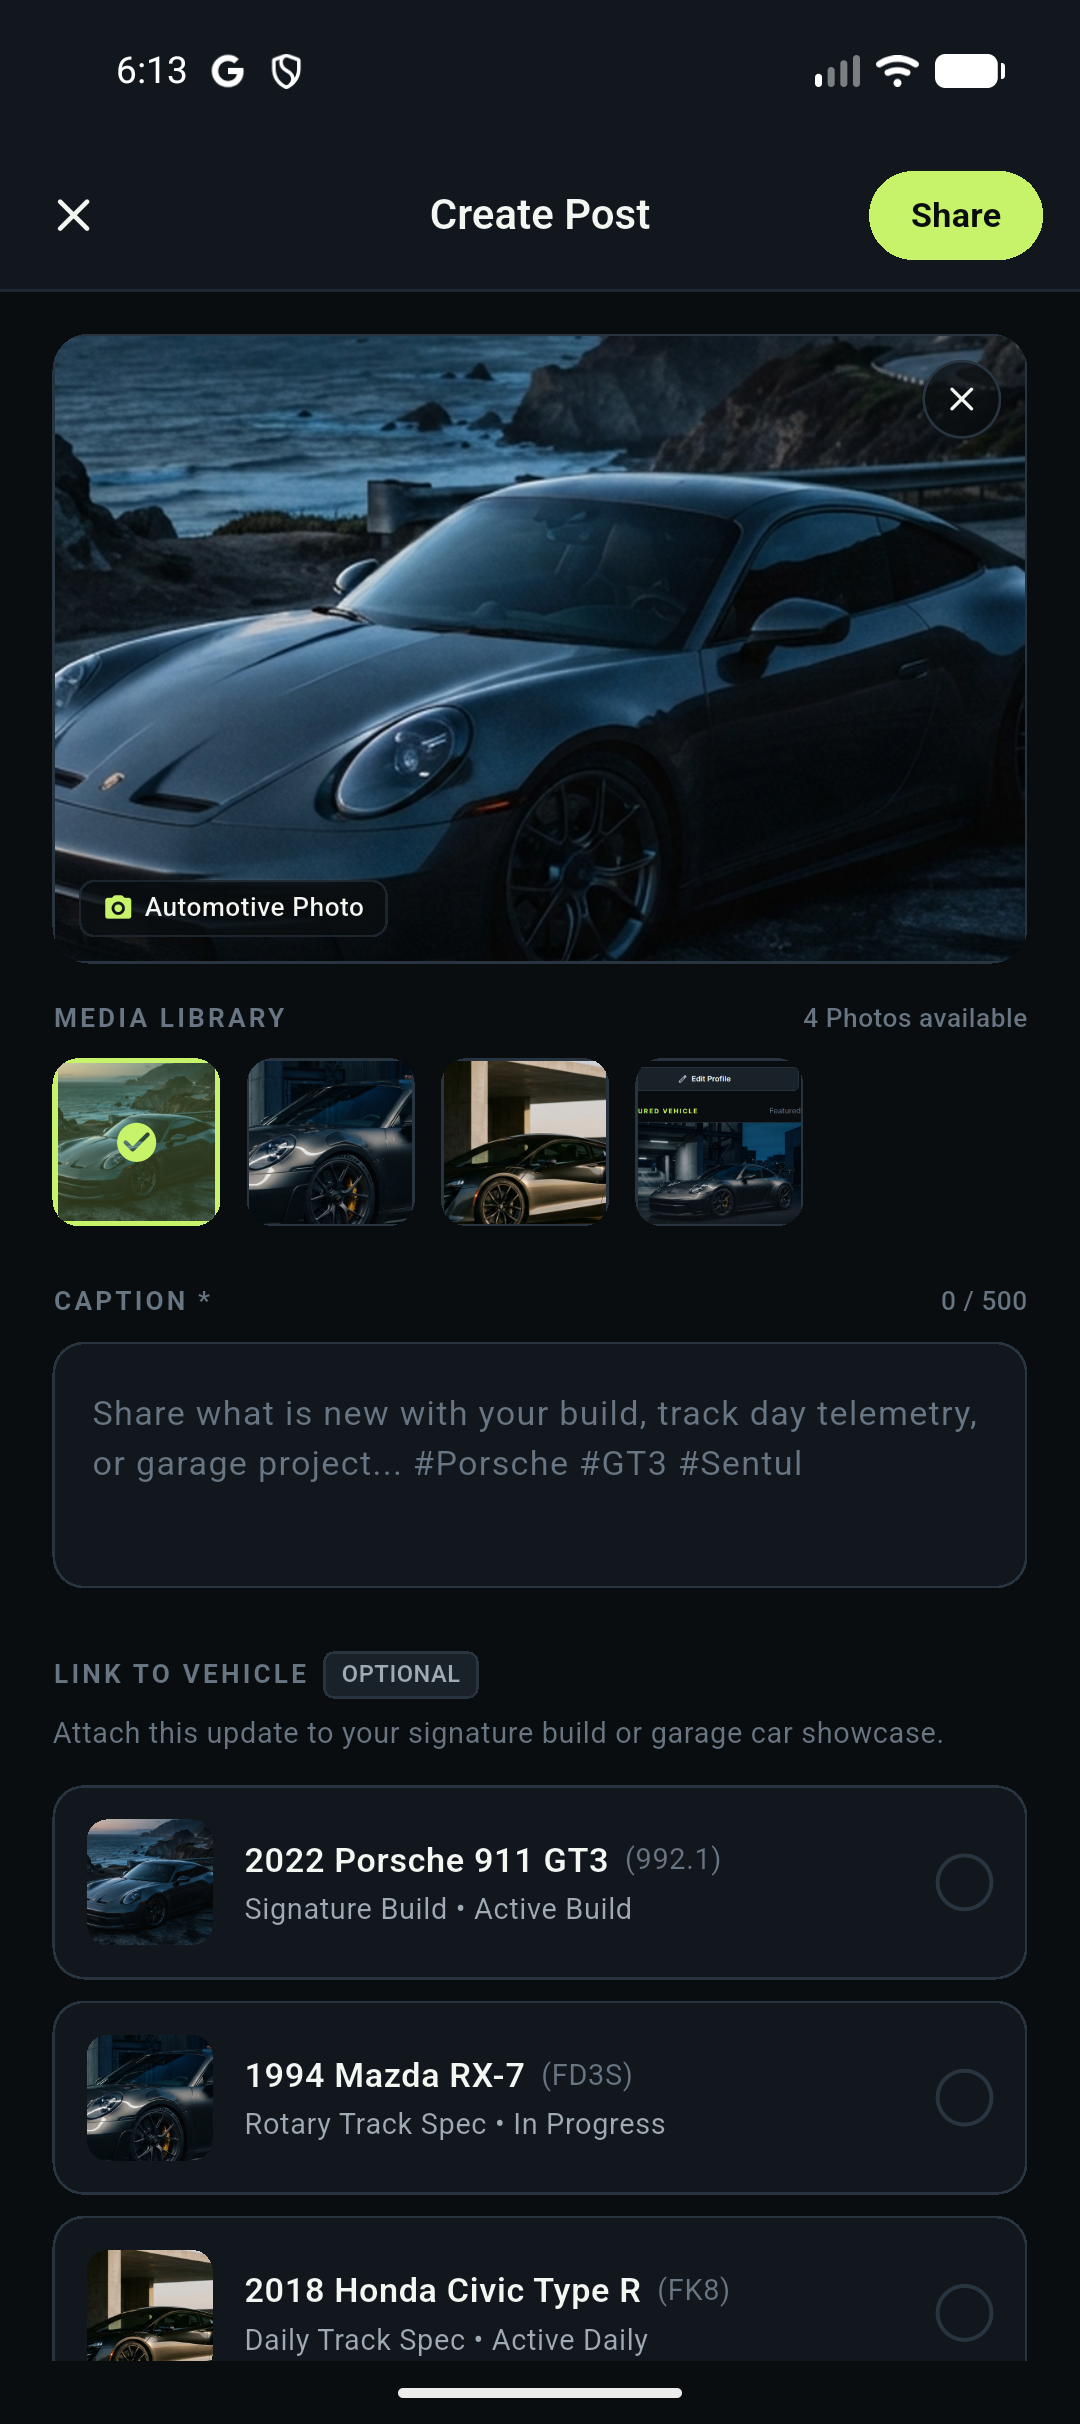 6:13
Create Post
Share
Automotive Photo
MEDIA LIBRARY
4 Photos available
Edit Profile
URED VEHICLE
Featured
CAPTION *
0 / 500
Share what is new with your build, track day telemetry,
or garage project... #Porsche #GT3 #Sentul
LINK TO VEHICLE
OPTIONAL
Attach this update to your signature build or garage car showcase.
2022 Porsche 911 GT3 (992.1)
Signature Build • Active Build
1994 Mazda RX-7 (FD3S)
Rotary Track Spec • In Progress
2018 Honda Civic Type R (FK8)
Daily Track Spec • Active Daily